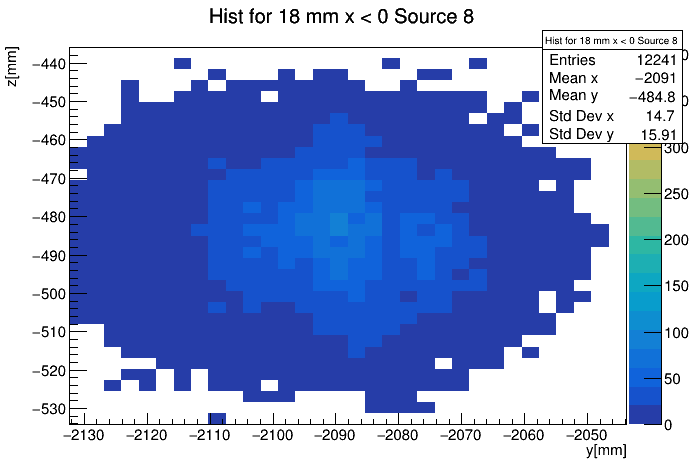 Hist for 18 mm x < 0 Source 8
Hist for 18 mm x < 0 Source 8
Entries 12241
Mean x −2091
Mean y −484.8
Std Dev x 14.7
Std Dev y 15.91
z[mm]
−440
−450
−460
−470
−480
−490
−500
−510
−520
−530
−2130 −2120 −2110 −2100 −2090 −2080 −2070 −2060 −2050
y[mm]
300
250
200
150
100
50
0